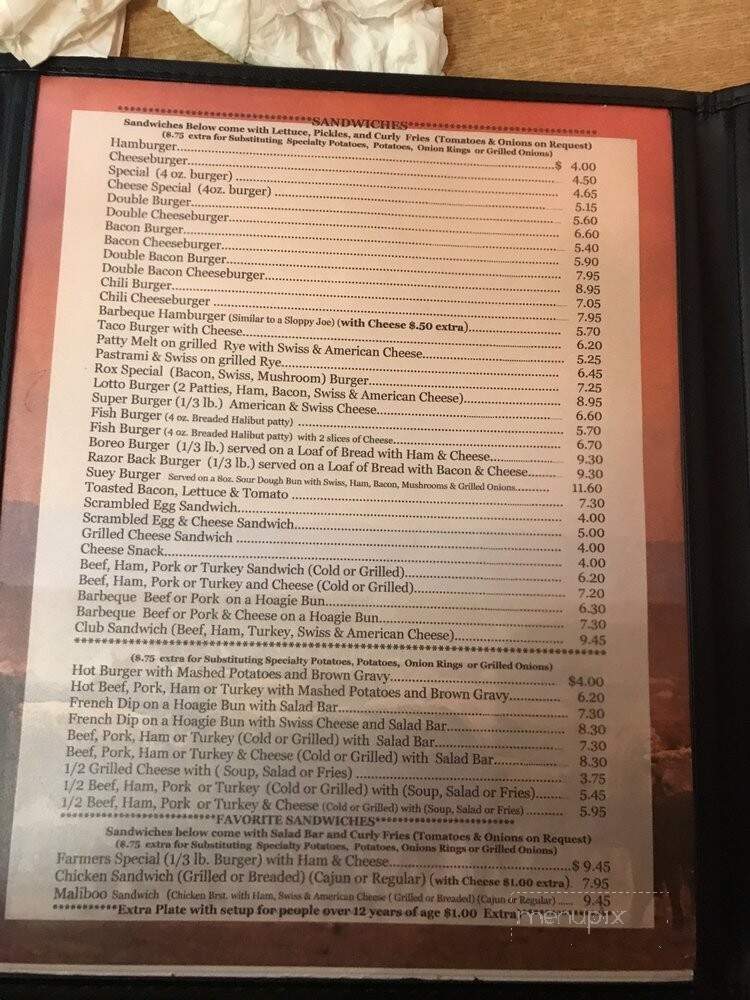 **********************SANDWICHES**********************
Sandwiches Below come with Lettuce, Pickles, and Curly Fries (Tomatoes & Onions on Request)
($.75 extra for Substituting Specialty Potatoes, Potatoes, Onion Rings or Grilled Onions)
Hamburger...$ 4.00
Cheeseburger...4.50
Special (4 oz. burger) ...4.65
Cheese Special (4oz. burger) ...5.15
Double Burger...5.60
Double Cheeseburger...6.60
Bacon Burger...5.40
Bacon Cheeseburger...5.90
Double Bacon Burger...7.95
Double Bacon Cheeseburger...8.95
Chili Burger...7.05
Chili Cheeseburger ...7.95
Barbeque Hamburger (Similar to a Sloppy Joe) (with Cheese $.50 extra)...5.70
Taco Burger with Cheese...6.20
Patty Melt on grilled Rye with Swiss & American Cheese...5.25
Pastrami & Swiss on grilled Rye...6.45
Rox Special (Bacon, Swiss, Mushroom) Burger...7.25
Lotto Burger (2 Patties, Ham, Bacon, Swiss & American Cheese)...8.95
Super Burger (1/3 lb.) American & Swiss Cheese...6.60
Fish Burger (4 oz. Breaded Halibut patty) ...5.70
Fish Burger (4 oz. Breaded Halibut patty) with 2 slices of Cheese...6.70
Boreo Burger (1/3 lb.) served on a Loaf of Bread with Ham & Cheese...9.30
Razor Back Burger (1/3 lb.) served on a Loaf of Bread with Bacon & Cheese...9.30
Suey Burger Served on a 8oz. Sour Dough Bun with Swiss, Ham, Bacon, Mushrooms & Grilled Onions...11.60
Toasted Bacon, Lettuce & Tomato ...7.30
Scrambled Egg Sandwich...4.00
Scrambled Egg & Cheese Sandwich...5.00
Grilled Cheese Sandwich ...4.00
Cheese Snack...4.00
Beef, Ham, Pork or Turkey Sandwich (Cold or Grilled)...6.20
Beef, Ham, Pork or Turkey and Cheese (Cold or Grilled)...7.20
Barbeque Beef or Pork on a Hoagie Bun...6.30
Barbeque Beef or Pork & Cheese on a Hoagie Bun...7.30
Club Sandwich (Beef, Ham, Turkey, Swiss & American Cheese)...9.45
**********************************************
($.75 extra for Substituting Specialty Potatoes, Potatoes, Onion Rings or Grilled Onions)
Hot Burger with Mashed Potatoes and Brown Gravy...$4.00
Hot Beef, Pork, Ham or Turkey with Mashed Potatoes and Brown Gravy...6.20
French Dip on a Hoagie Bun with Salad Bar...7.30
French Dip on a Hoagie Bun with Swiss Cheese and Salad Bar...8.30
Beef, Pork, Ham or Turkey (Cold or Grilled) with Salad Bar...7.30
Beef, Pork, Ham or Turkey & Cheese (Cold or Grilled) with Salad Bar...8.30
1/2 Grilled Cheese with ( Soup, Salad or Fries) ...3.75
1/2 Beef, Ham, Pork or Turkey (Cold or Grilled) with (Soup, Salad or Fries)...5.45
1/2 Beef, Ham, Pork or Turkey & Cheese (Cold or Grilled) with (Soup, Salad or Fries) ...5.95
******************FAVORITE SANDWICHES******************
Sandwiches below come with Salad Bar and Curly Fries (Tomatoes & Onions on Request)
($.75 extra for Substituting Specialty Potatoes, Potatoes, Onions Rings or Grilled Onions)
Farmers Special (1/3 lb. Burger) with Ham & Cheese...$ 9.45
Chicken Sandwich (Grilled or Breaded) (Cajun or Regular) (with Cheese $1.00 extra) 7.95
Maliboo Sandwich (Chicken Brst. with Ham, Swiss & American Cheese ( Grilled or Breaded) (Cajun or Regular) ..... 9.45
**********Extra Plate with setup for people over 12 years of age $1.00 Extra**********
menupix